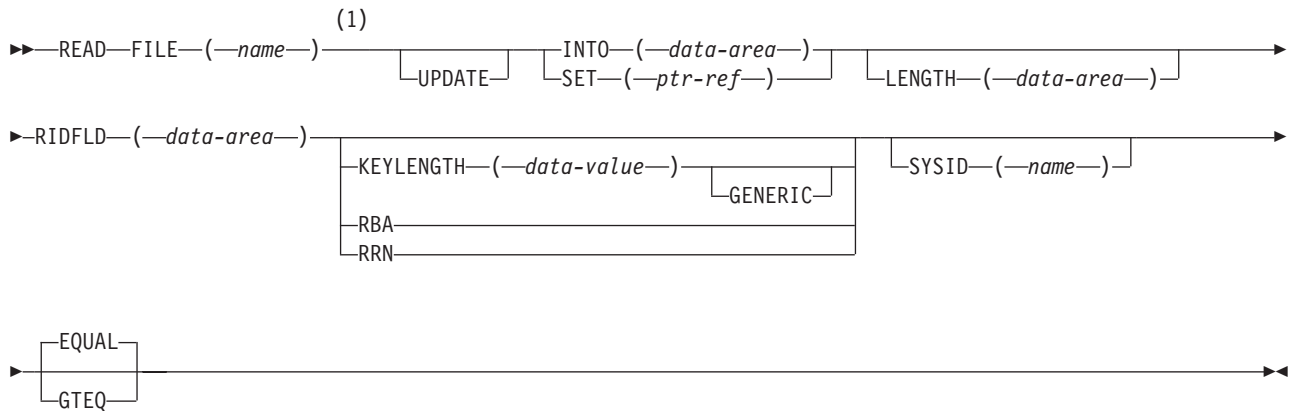 (1)
READ FILE ( name ) INTO ( data-area )
UPDATE SET ( ptr-ref ) LENGTH ( data-area )
RIDFLD ( data-area )
KEYLENGTH ( data-value ) SYSID ( name )
GENERIC
RBA
RRN
EQUAL
GTEQ